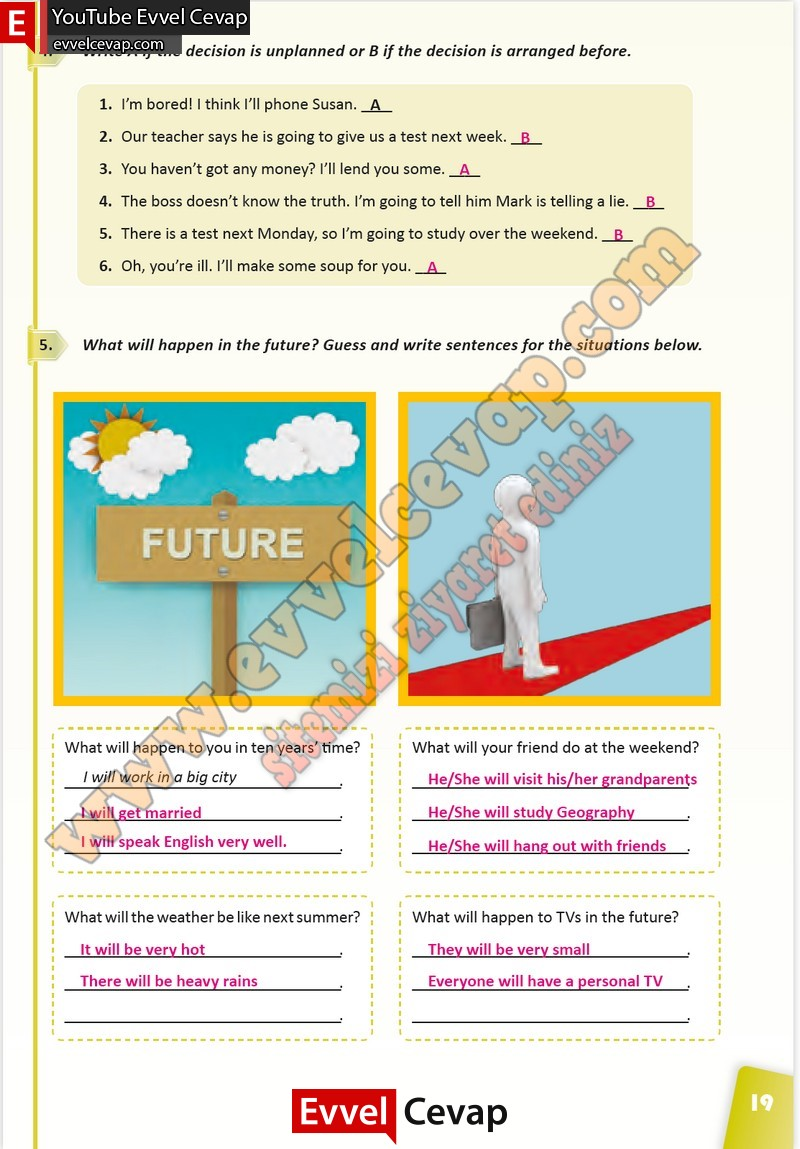 E YouTube Evvel Cevap
evvelcevap.com
Write A if the decision is unplanned or B if the decision is arranged before.
1. I'm bored! I think I'll phone Susan. A
2. Our teacher says he is going to give us a test next week. B
3. You haven't got any money? I'll lend you some. A
4. The boss doesn't know the truth. I'm going to tell him Mark is telling a lie. B
5. There is a test next Monday, so I'm going to study over the weekend. B
6. Oh, you're ill. I'll make some soup for you. A
5. What will happen in the future? Guess and write sentences for the situations below.
FUTURE
www.evvelcevap.com
sitemizi ziyaret ediniz
What will happen to you in ten years' time?
I will work in a big city.
I will get married.
I will speak English very well..
What will your friend do at the weekend?
He/She will visit his/her grandparents.
He/She will study Geography.
He/She will hang out with friends.
What will the weather be like next summer?
It will be very hot.
There will be heavy rains.
.
What will happen to TVs in the future?
They will be very small.
Everyone will have a personal TV.
.
19
Evvel Cevap